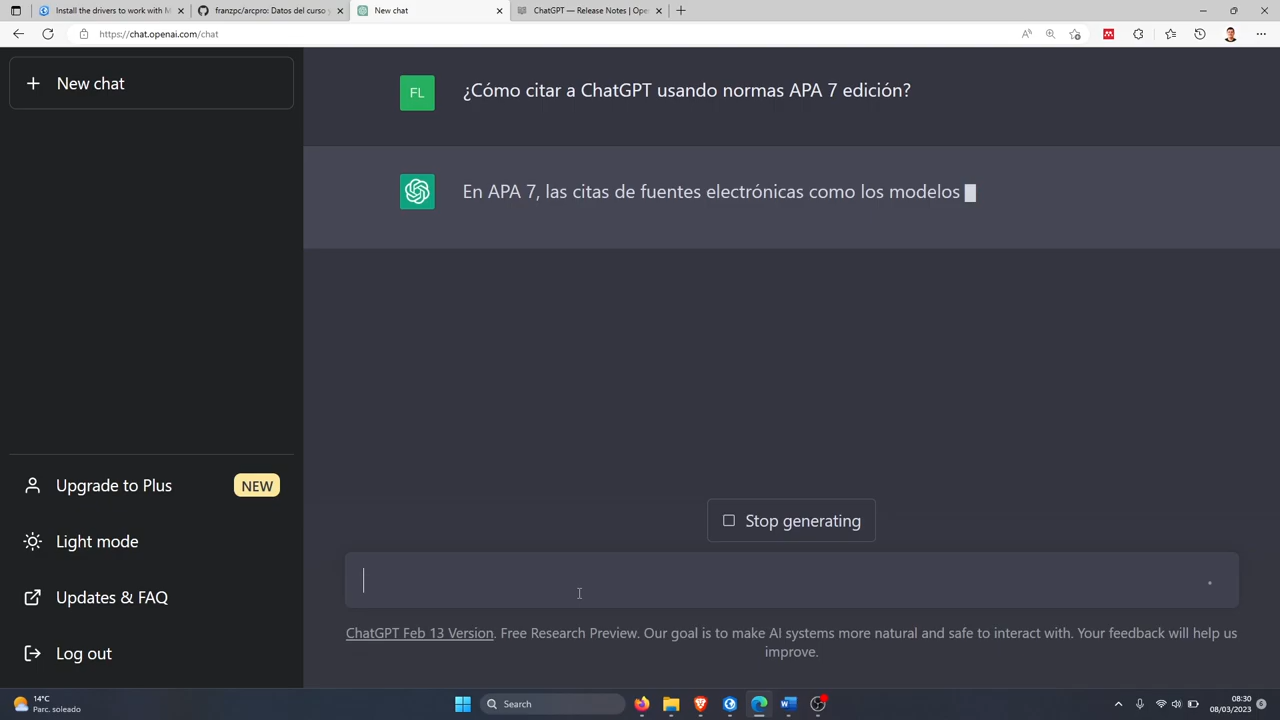 Install the drivers to work with M
franzpc/arcpro: Datos del curso y
New chat
ChatGPT — Release Notes | Ope
https://chat.openai.com/chat
New chat
FL
¿Cómo citar a ChatGPT usando normas APA 7 edición?
En APA 7, las citas de fuentes electrónicas como los modelos
Stop generating
Upgrade to Plus
NEW
Light mode
Updates & FAQ
Log out
ChatGPT Feb 13 Version. Free Research Preview. Our goal is to make AI systems more natural and safe to interact with. Your feedback will help us
improve.
14°C
Parc. soleado
Search
08:30
08/03/2023